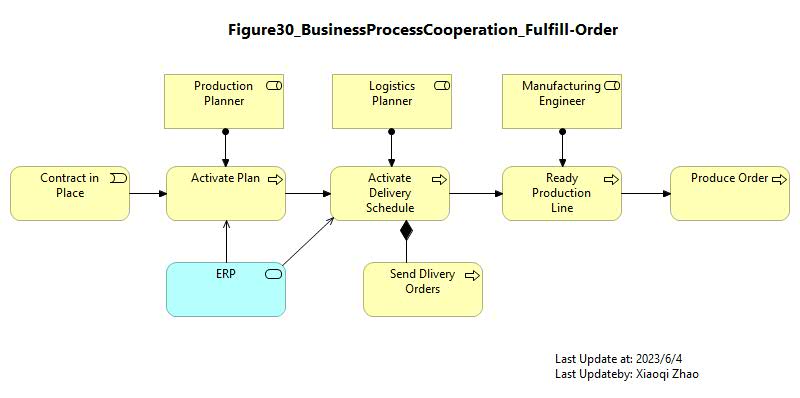 Figure30_BusinessProcessCooperation_Fulfill-Order
Production
Planner
Logistics
Planner
Manufacturing
Engineer
Contract in
Place
Activate Plan
Activate
Delivery
Schedule
Ready
Production
Line
Produce Order
ERP
Send Dlivery
Orders
Last Update at: 2023/6/4
Last Updateby: Xiaoqi Zhao